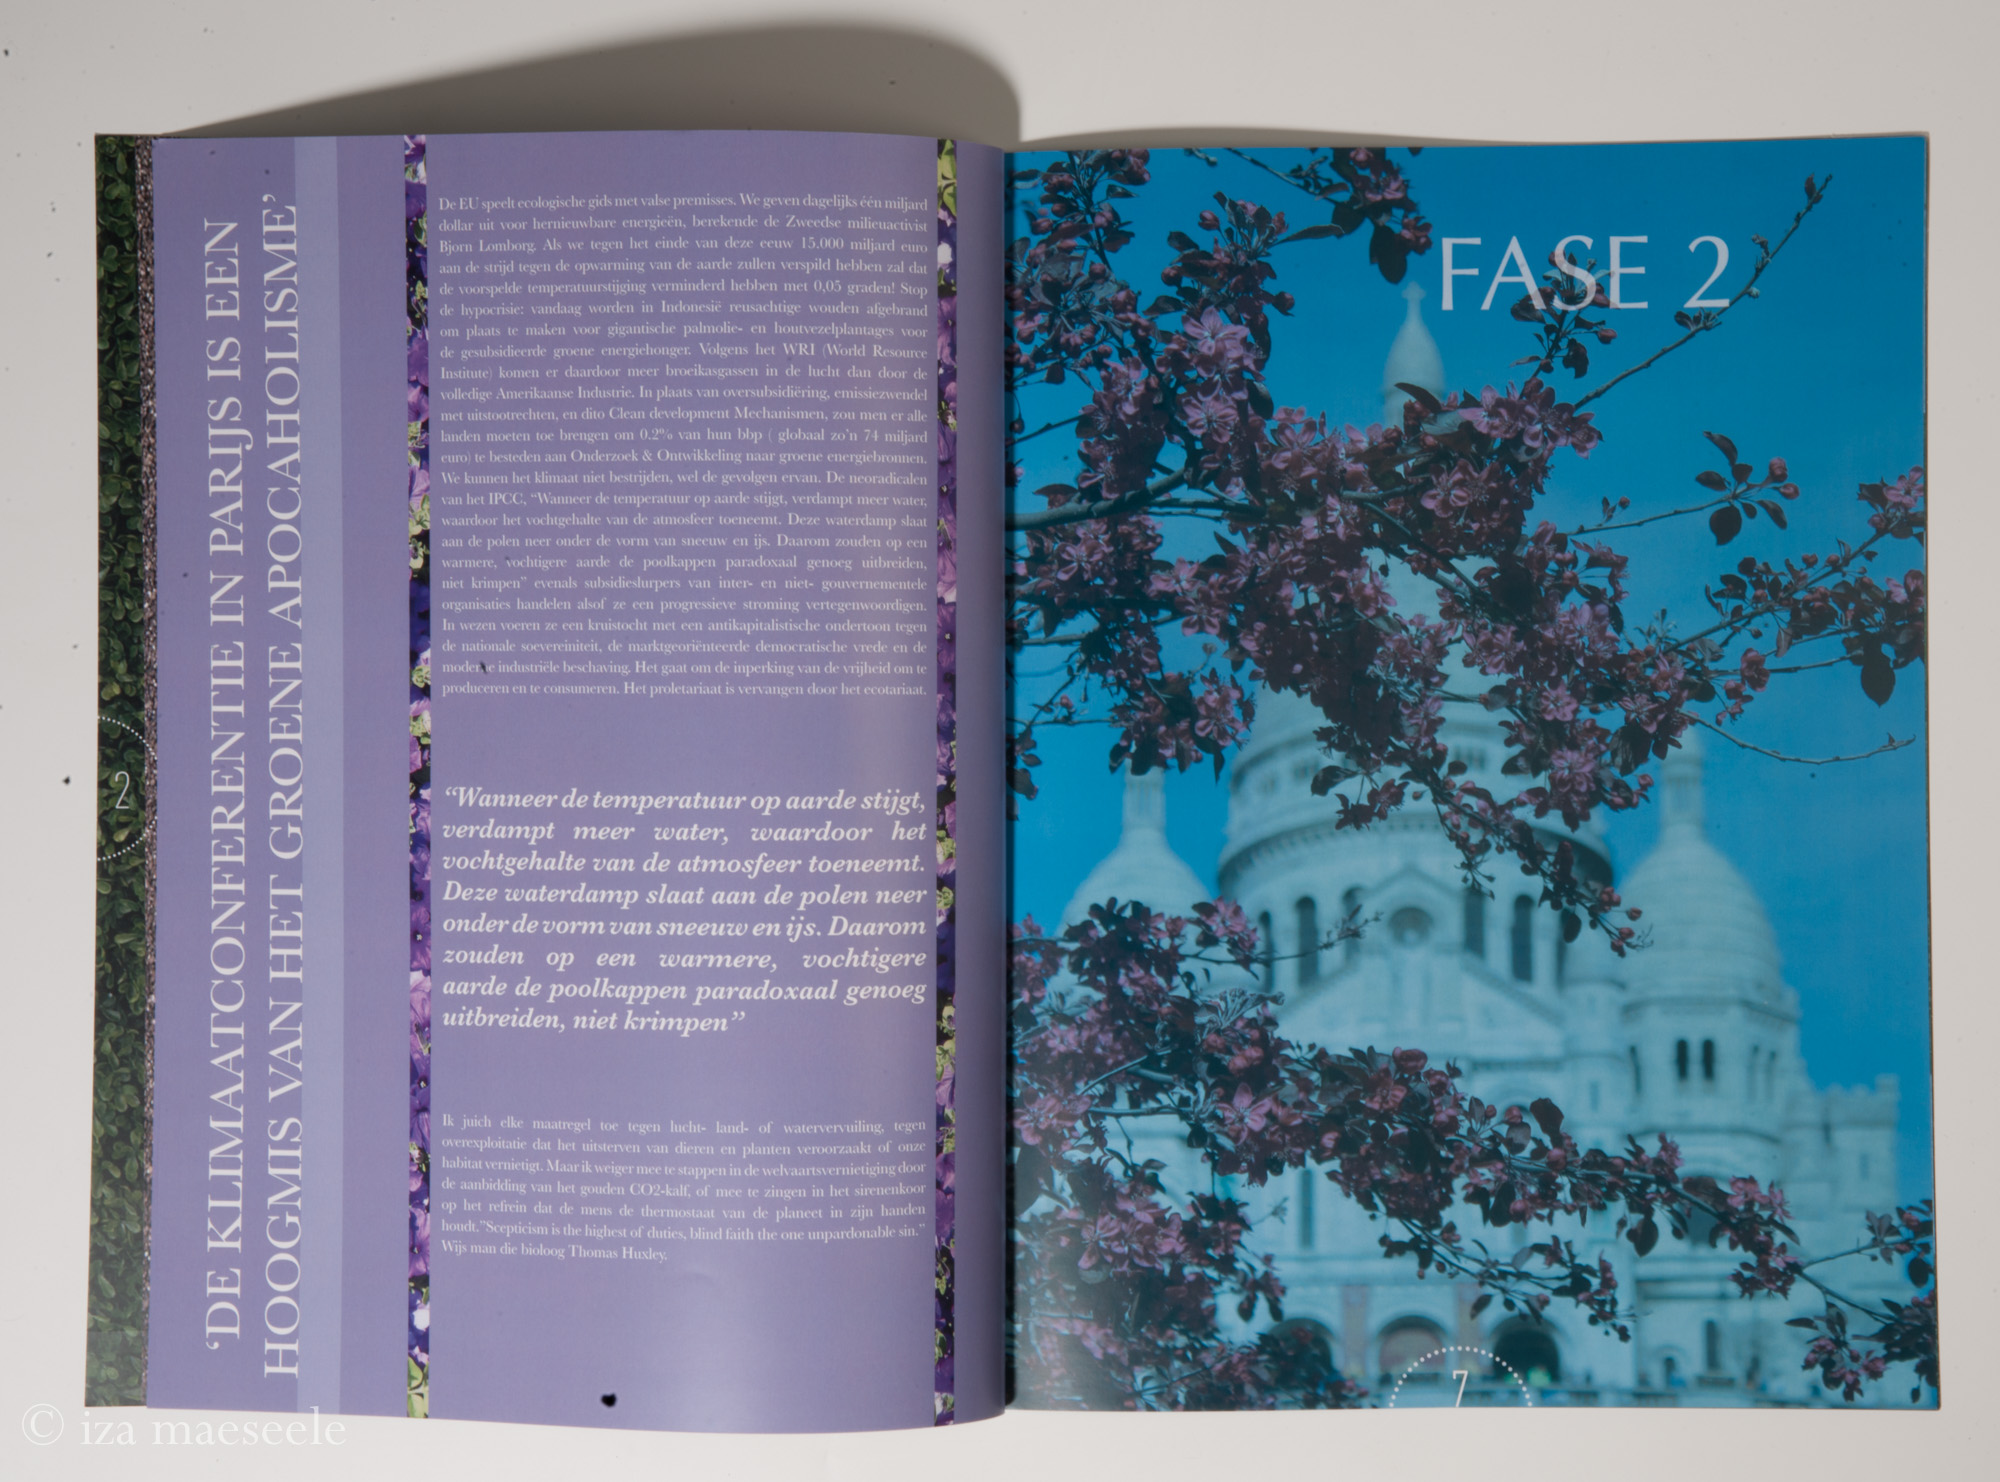 ‘DE KLIMAATCONFERENTIE IN PARIJS IS EEN
HOOGMIS VAN HET GROENE APOCAHOLISME’
De EU speelt ecologische gids met valse premisses. We geven dagelijks één miljard
dollar uit voor hernieuwbare energieën, berekende de Zweedse milieuactivist
Bjorn Lomborg. Als we tegen het einde van deze eeuw 15.000 miljard euro
aan de strijd tegen de opwarming van de aarde zullen verspild hebben zal dat
de voorspelde temperatuurstijging verminderd hebben met 0,05 graden! Stop
de hypocrisie: vandaag worden in Indonesië reusachtige wouden afgebrand
om plaats te maken voor gigantische palmolie- en houtvezelplantages voor
de gesubsidieerde groene energiehonger. Volgens het WRI (World Resource
Institute) komen er daardoor meer broeikasgassen in de lucht dan door de
volledige Amerikaanse Industrie. In plaats van oversubsidiëring, emissiezwendel
met uitstootrechten, en dito Clean development Mechanismen, zou men er alle
landen moeten toe brengen om 0.2% van hun bbp ( globaal zo’n 74 miljard
euro) te besteden aan Onderzoek & Ontwikkeling naar groene energiebronnen.
We kunnen het klimaat niet bestrijden, wel de gevolgen ervan. De neoradicalen
van het IPCC, “Wanneer de temperatuur op aarde stijgt, verdampt meer water,
waardoor het vochtgehalte van de atmosfeer toeneemt. Deze waterdamp slaat
aan de polen neer onder de vorm van sneeuw en ijs. Daarom zouden op een
warmere, vochtigere aarde de poolkappen paradoxaal genoeg uitbreiden,
niet krimpen” evenals subsidieslurpers van inter- en niet- gouvernementele
organisaties handelen alsof ze een progressieve stroming vertegenwoordigen.
In wezen voeren ze een kruistocht met een antikapitalistische ondertoon tegen
de nationale soevereiniteit, de marktgeoriënteerde democratische vrede en de
moderne industriële beschaving. Het gaat om de inperking van de vrijheid om te
produceren en te consumeren. Het proletariaat is vervangen door het ecotariaat.
“Wanneer de temperatuur op aarde stijgt,
verdampt meer water, waardoor het
vochtgehalte van de atmosfeer toeneemt.
Deze waterdamp slaat aan de polen neer
onder de vorm van sneeuw en ijs. Daarom
zouden op een warmere, vochtigere
aarde de poolkappen paradoxaal genoeg
uitbreiden, niet krimpen”
Ik juich elke maatregel toe tegen lucht- land- of watervervuiling, tegen
overexploitatie dat het uitsterven van dieren en planten veroorzaakt of onze
habitat vernietigt. Maar ik weiger mee te stappen in de welvaartsvernietiging door
de aanbidding van het gouden CO2-kalf, of mee te zingen in het sirenenkoor
op het refrein dat de mens de thermostaat van de planeet in zijn handen
houdt.”Scepticism is the highest of duties, blind faith the one unpardonable sin.”
Wijs man die bioloog Thomas Huxley.
2
FASE 2
7
© iza maeseele